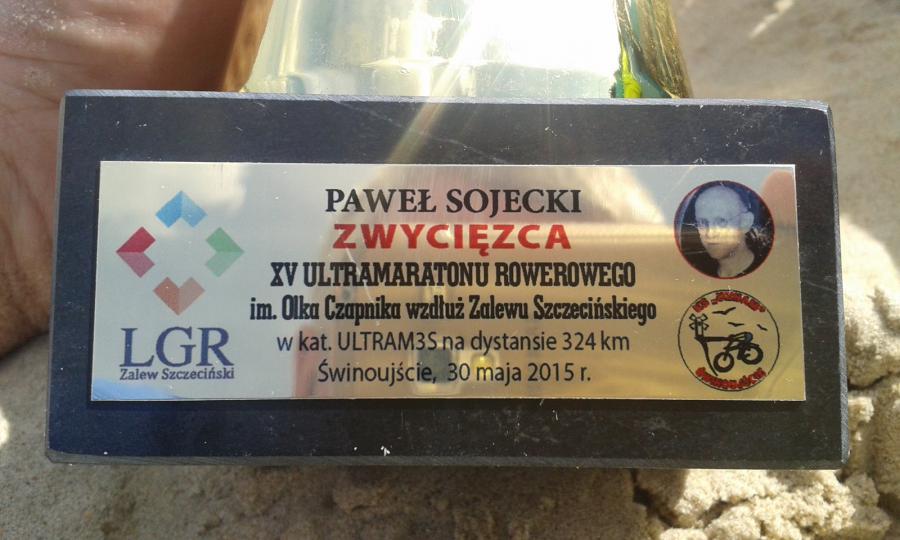 PAWEŁ SOJECKI
ZWYCIĘZCA
XV ULTRAMARATONU ROWEROWEGO
im. Olka Czapnika wzdłuż Zalewu Szczecińskiego
w kat. ULTRAM3S na dystansie 324 km
Świnoujście, 30 maja 2015 r.
LGR
Zalew Szczeciński